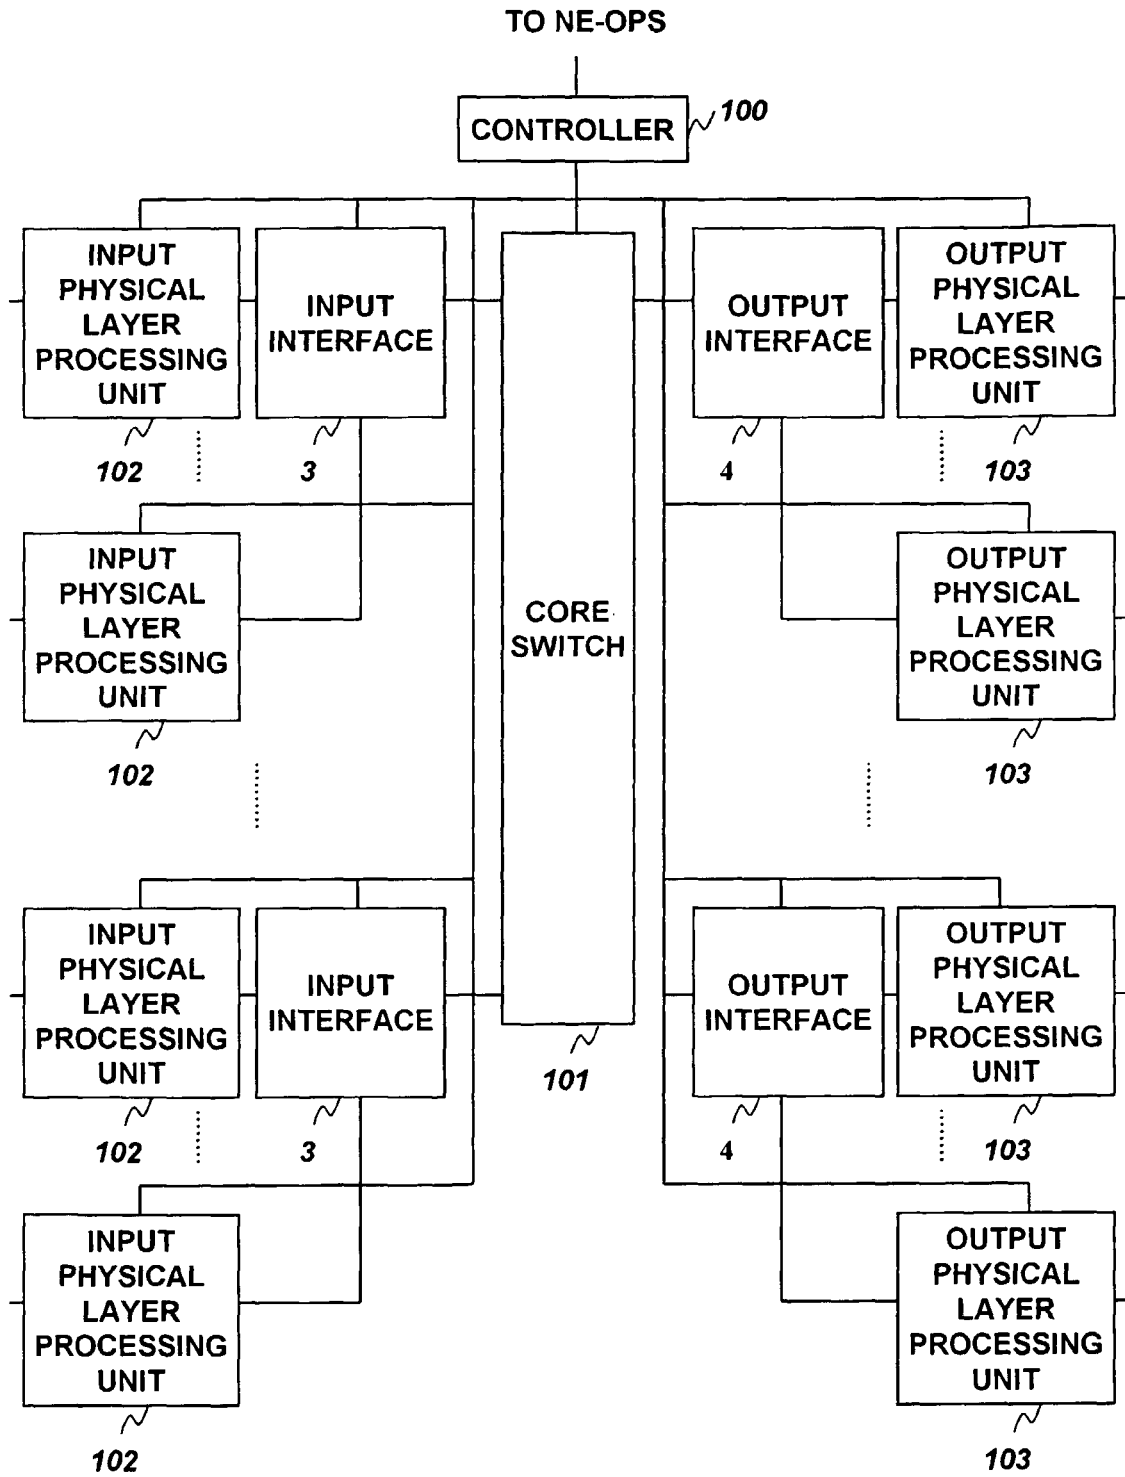 TO NE-OPS
CONTROLLER
100
INPUT
PHYSICAL
LAYER
PROCESSING
UNIT
102
INPUT
INTERFACE
3
OUTPUT
INTERFACE
4
OUTPUT
PHYSICAL
LAYER
PROCESSING
UNIT
103
INPUT
PHYSICAL
LAYER
PROCESSING
UNIT
102
CORE
SWITCH
101
OUTPUT
PHYSICAL
LAYER
PROCESSING
UNIT
103
INPUT
PHYSICAL
LAYER
PROCESSING
UNIT
102
INPUT
INTERFACE
3
OUTPUT
INTERFACE
4
OUTPUT
PHYSICAL
LAYER
PROCESSING
UNIT
103
INPUT
PHYSICAL
LAYER
PROCESSING
UNIT
102
OUTPUT
PHYSICAL
LAYER
PROCESSING
UNIT
103